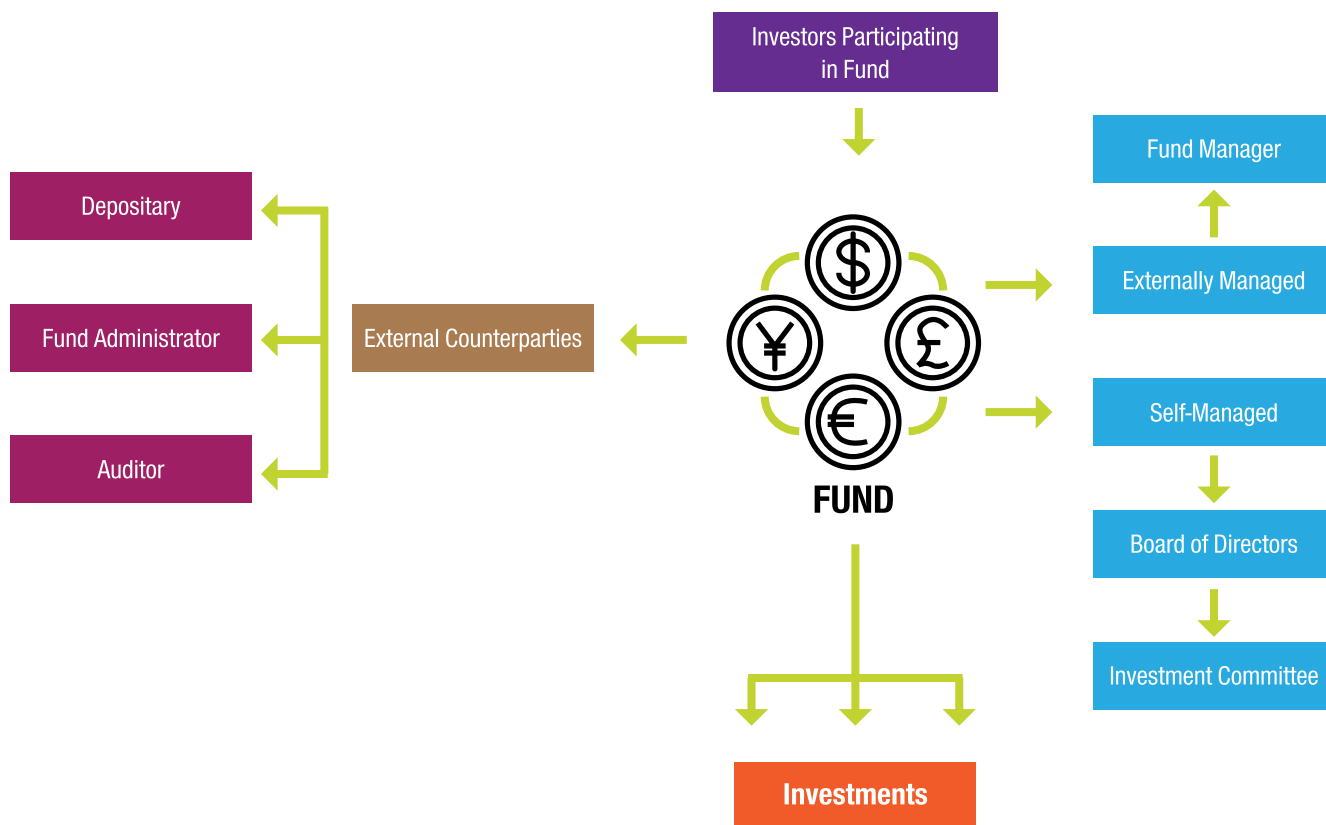 Investors Participating
in Fund
Fund Manager
Depositary
Externally Managed
$
Fund Administrator
External Counterparties
¥
£
Self-Managed
€
Auditor
FUND
Board of Directors
Investment Committee
Investments